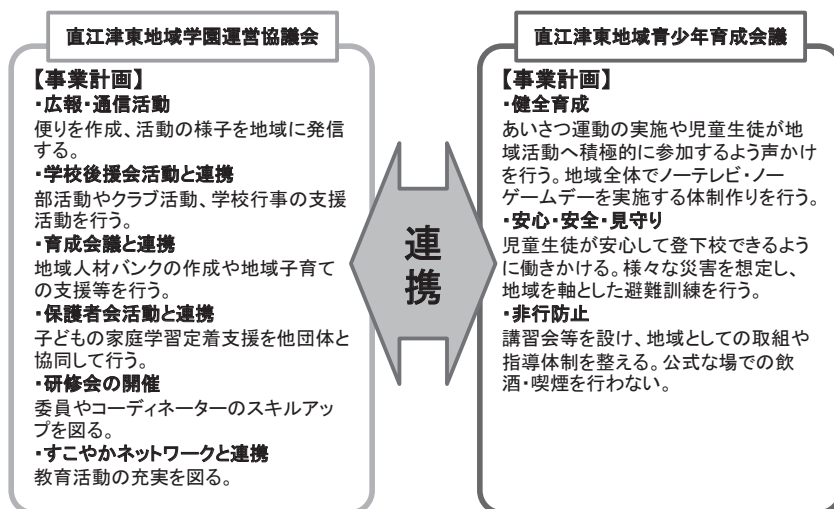 直江津東地域学園運営協議会
【事業計画】
・広報・通信活動
便りを作成、活動の様子を地域に発信
する。
・学校後援会活動と連携
部活動やクラブ活動、学校行事の支援
活動を行う。
・育成会議と連携
地域人材バンクの作成や地域子育て
の支援等を行う。
・保護者会活動と連携
子どもの家庭学習定着支援を他団体と
協同して行う。
・研修会の開催
委員やコーディネーターのスキルアッ
プを図る。
・すこやかネットワークと連携
教育活動の充実を図る。
連
携
直江津東地域青少年育成会議
【事業計画】
・健全育成
あいさつ運動の実施や児童生徒が地
域活動へ積極的に参加するよう声かけ
を行う。地域全体でノーテレビ・ノー
ゲームデーを実施する体制作りを行う。
・安心・安全・見守り
児童生徒が安心して登下校できるよう
に働きかける。様々な災害を想定し、
地域を軸とした避難訓練を行う。
・非行防止
講習会等を設け、地域としての取組や
指導体制を整える。公式な場での飲
酒・喫煙を行わない。